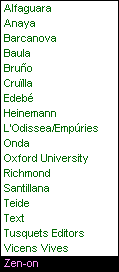 Alfaguara
Anaya
Barcanova
Baula
Bruño
Cruïlla
Edebé
Heinemann
L'Odissea/Empúries
Onda
Oxford University
Richmond
Santillana
Teide
Text
Tusquets Editors
Vicens Vives
Zen-on